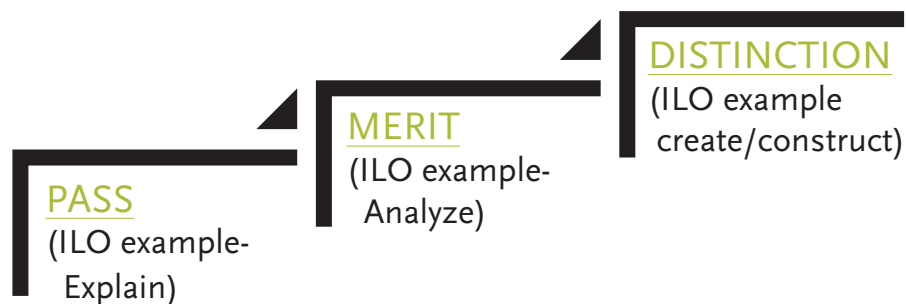 PASS
(ILO example-
Explain)
MERIT
(ILO example-
Analyze)
DISTINCTION
(ILO example
create/construct)